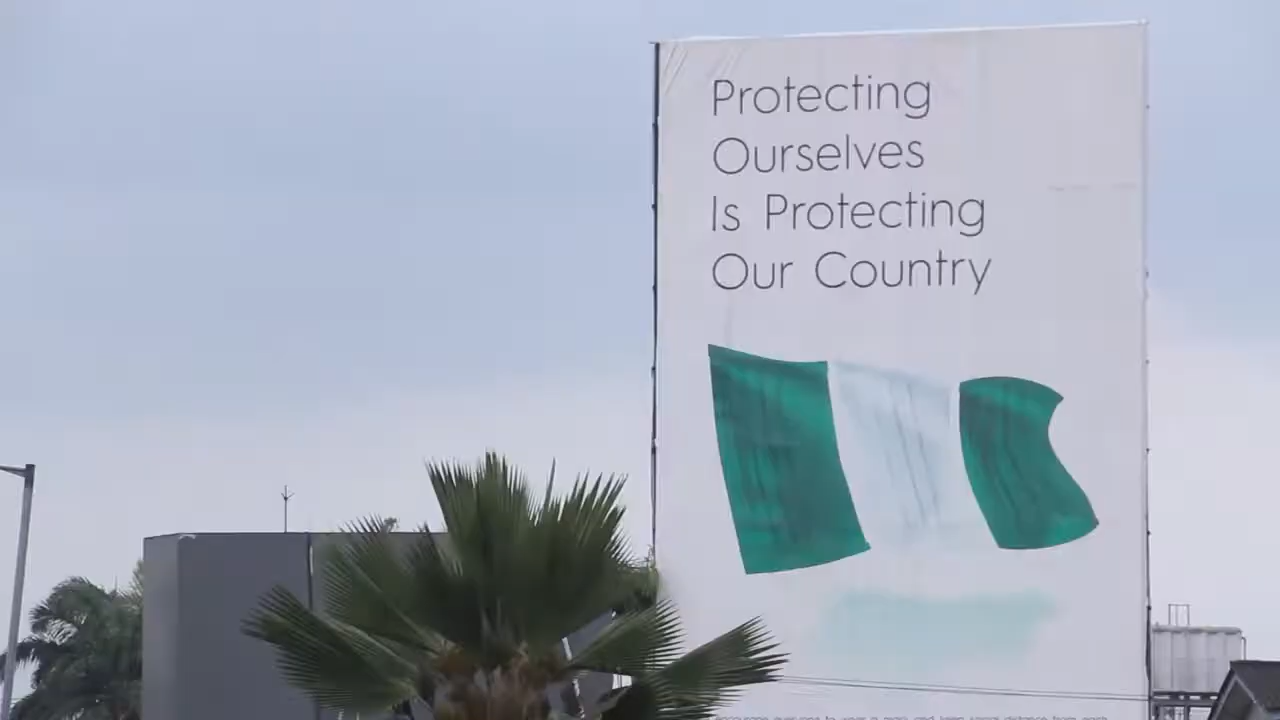 Protecting
Ourselves
Is Protecting
Our Country